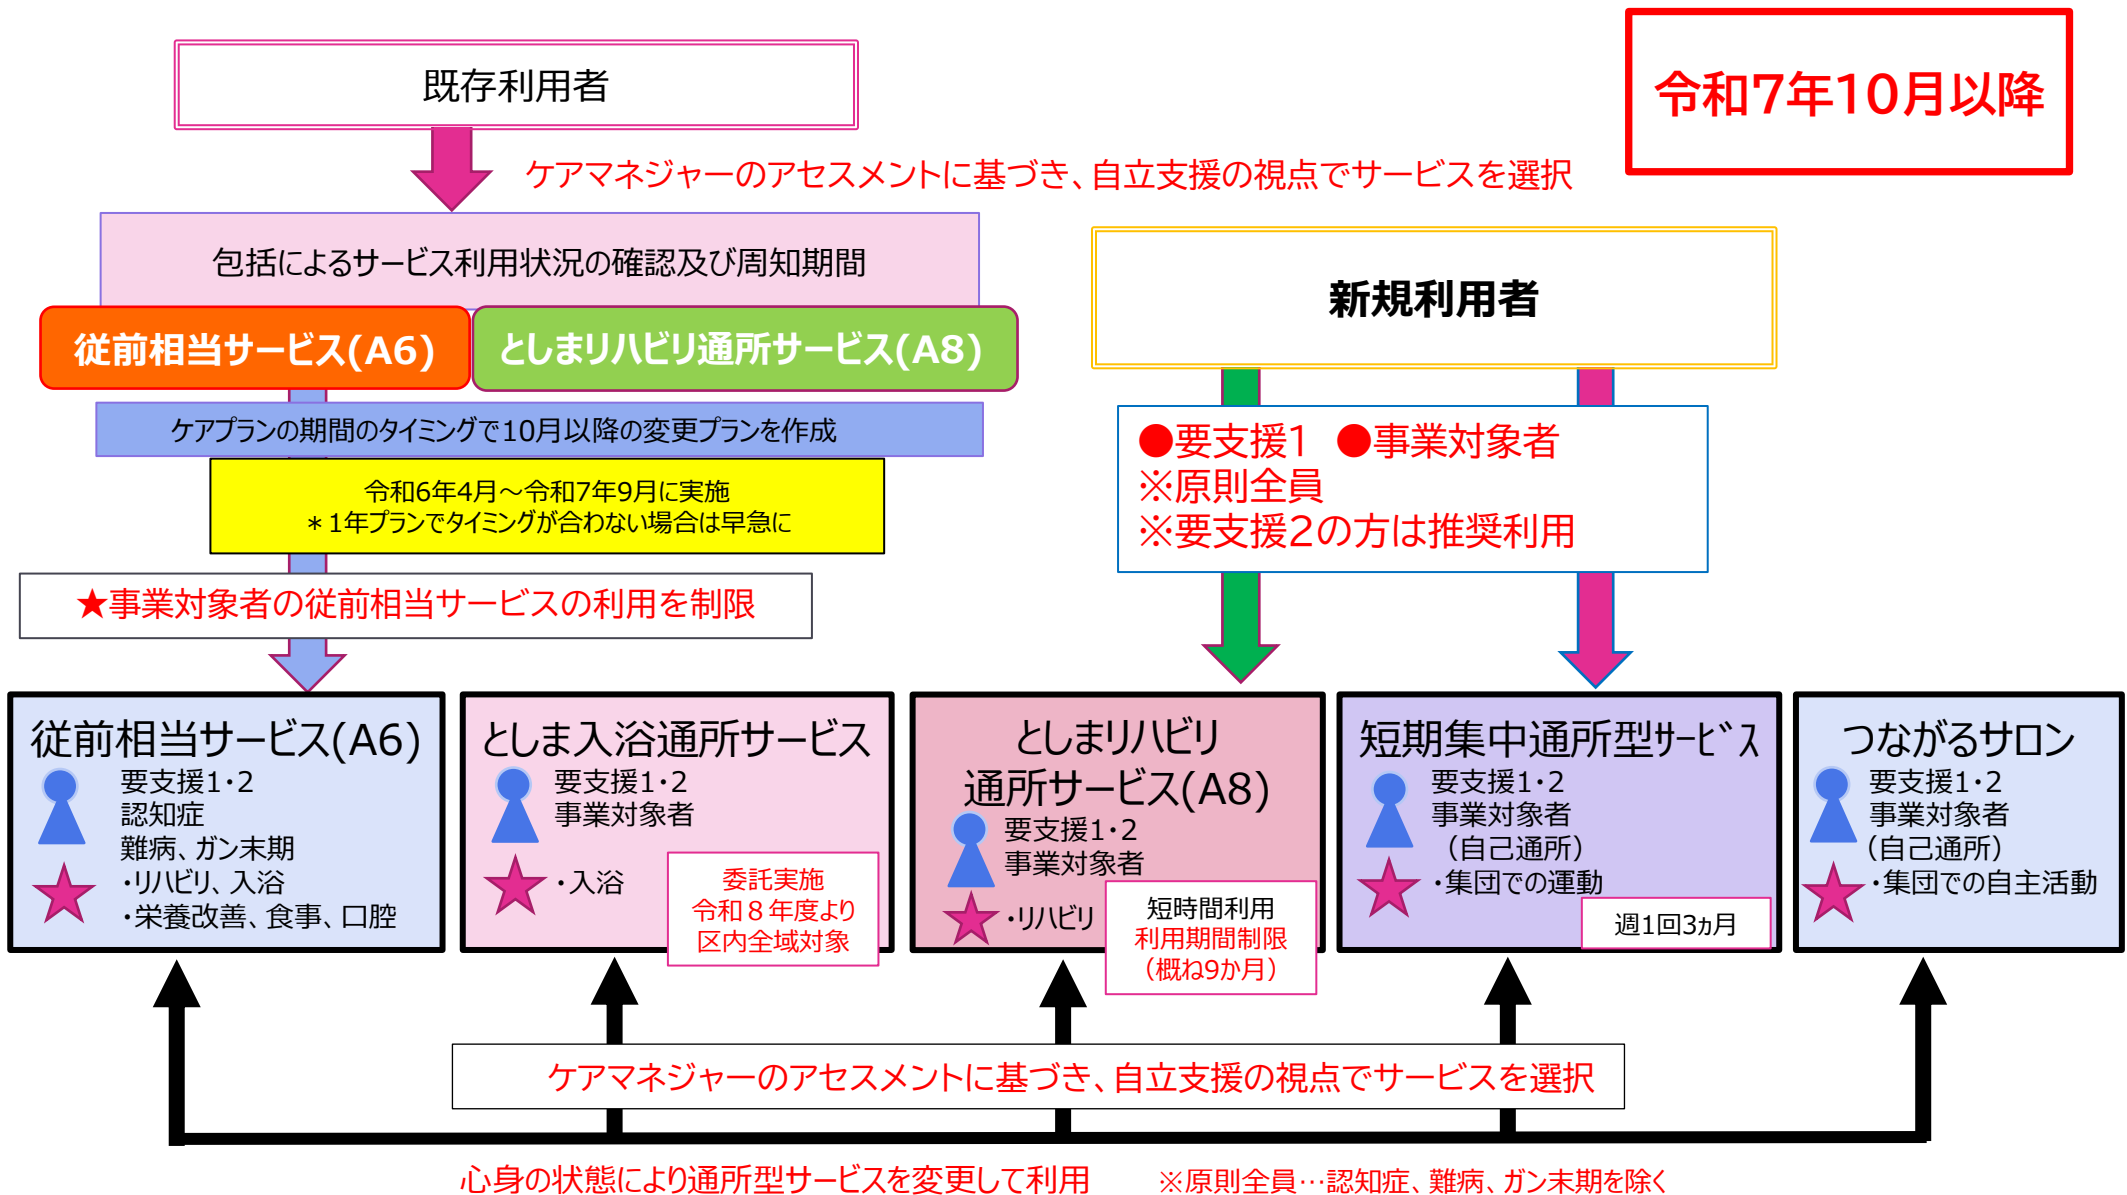 既存利用者
令和7年10月以降
ケアマネジャーのアセスメントに基づき、自立支援の視点でサービスを選択
包括によるサービス利用状況の確認及び周知期間
従前相当サービス(A6)
としまリハビリ通所サービス(A8)
新規利用者
ケアプランの期間のタイミングで10月以降の変更プランを作成
令和6年4月～令和7年9月に実施
＊1年プランでタイミングが合わない場合は早急に
●要支援1　●事業対象者
※原則全員
※要支援2の方は推奨利用
★事業対象者の従前相当サービスの利用を制限
従前相当サービス(A6)
要支援1・2
認知症
難病、ガン末期
・リハビリ、入浴
・栄養改善、食事、口腔
としま入浴通所サービス
要支援1・2
事業対象者
・入浴
委託実施
令和８年度より
区内全域対象
としまリハビリ
通所サービス(A8)
要支援1・2
事業対象者
・リハビリ
短時間利用
利用期間制限
（概ね9か月）
短期集中通所型ｻｰﾋﾞｽ
要支援1・2
事業対象者
（自己通所）
・集団での運動
週1回3ヵ月
つながるサロン
要支援1・2
事業対象者
（自己通所）
・集団での自主活動
ケアマネジャーのアセスメントに基づき、自立支援の視点でサービスを選択
心身の状態により通所型サービスを変更して利用
※原則全員…認知症、難病、ガン末期を除く